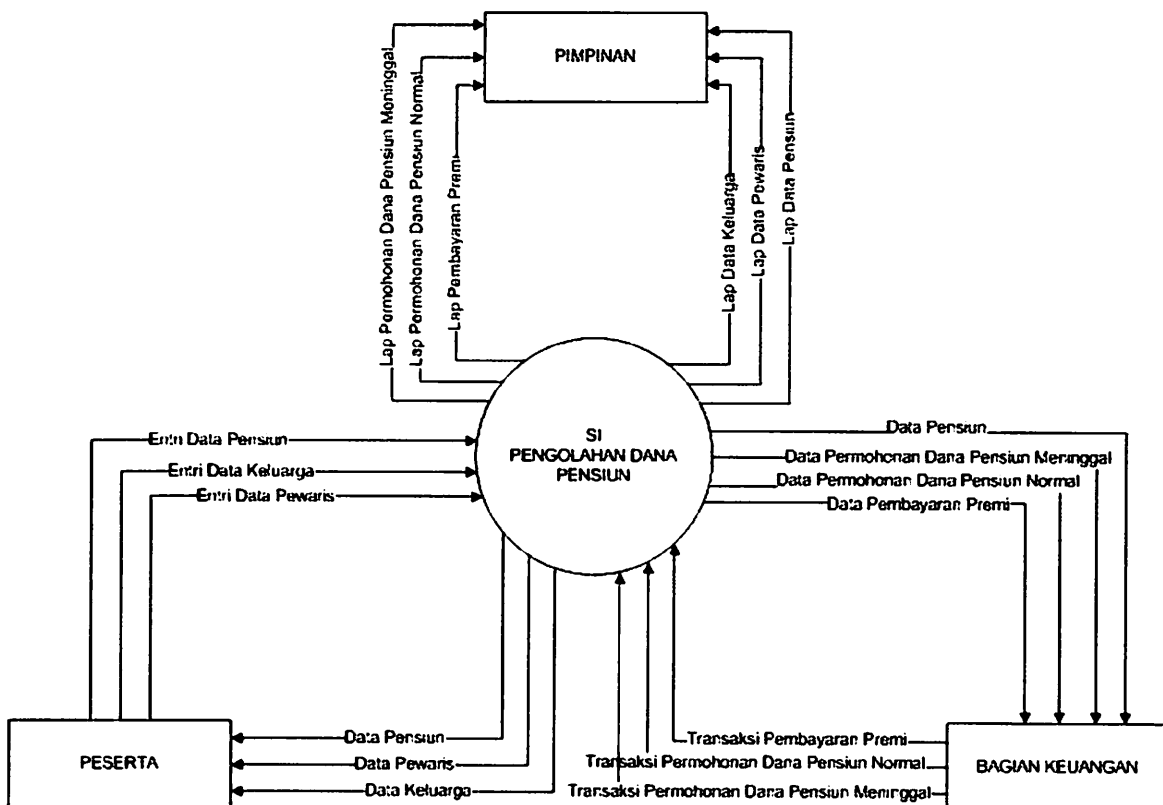 PIMPINAN
Lap Permohonan Dana Pensiun Moninggal
Lap Permohonan Dana Pensiun Normal
Lap Pembayaran Premi
Lap Data Keluarga
Lap Data Pewaris
Lap Data Pensiun
SI
PENGOLAHAN DANA
PENSIUN
Entri Data Pensiun
Entri Data Keluarga
Entri Data Pewaris
Data Pensiun
Data Permohonan Dana Pensiun Meninggal
Data Permohonan Dana Pensiun Normal
Data Pembayaran Premi
PESERTA
Data Pensiun
Data Pewaris
Data Keluarga
Transaksi Pembayaran Premi
Transaksi Permohonan Dana Pensiun Normal
Transaksi Permohonan Dana Pensiun Meninggal
BAGIAN KEUANGAN